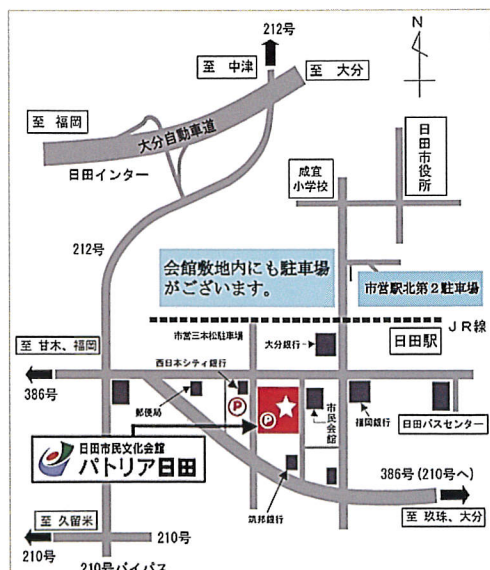 212号
N
至 中津
至 大分
至 福岡
大分自動車道
日田インター
日田市役所
成宜
小学校
212号
会館敷地内にも駐車場
がございます。
市営駅北第2駐車場
市営三本松駐車場
大分銀行
日田駅
JR線
至 甘木、福岡
西日本シティ銀行
386号
郵便局
P
P
市民会館
福岡銀行
日田バスセンター
日田市民文化会館
パトリア日田
筑邦銀行
386号(210号へ)
至 久留米
210号
至 玖珠、大分
210号
210号バイパス